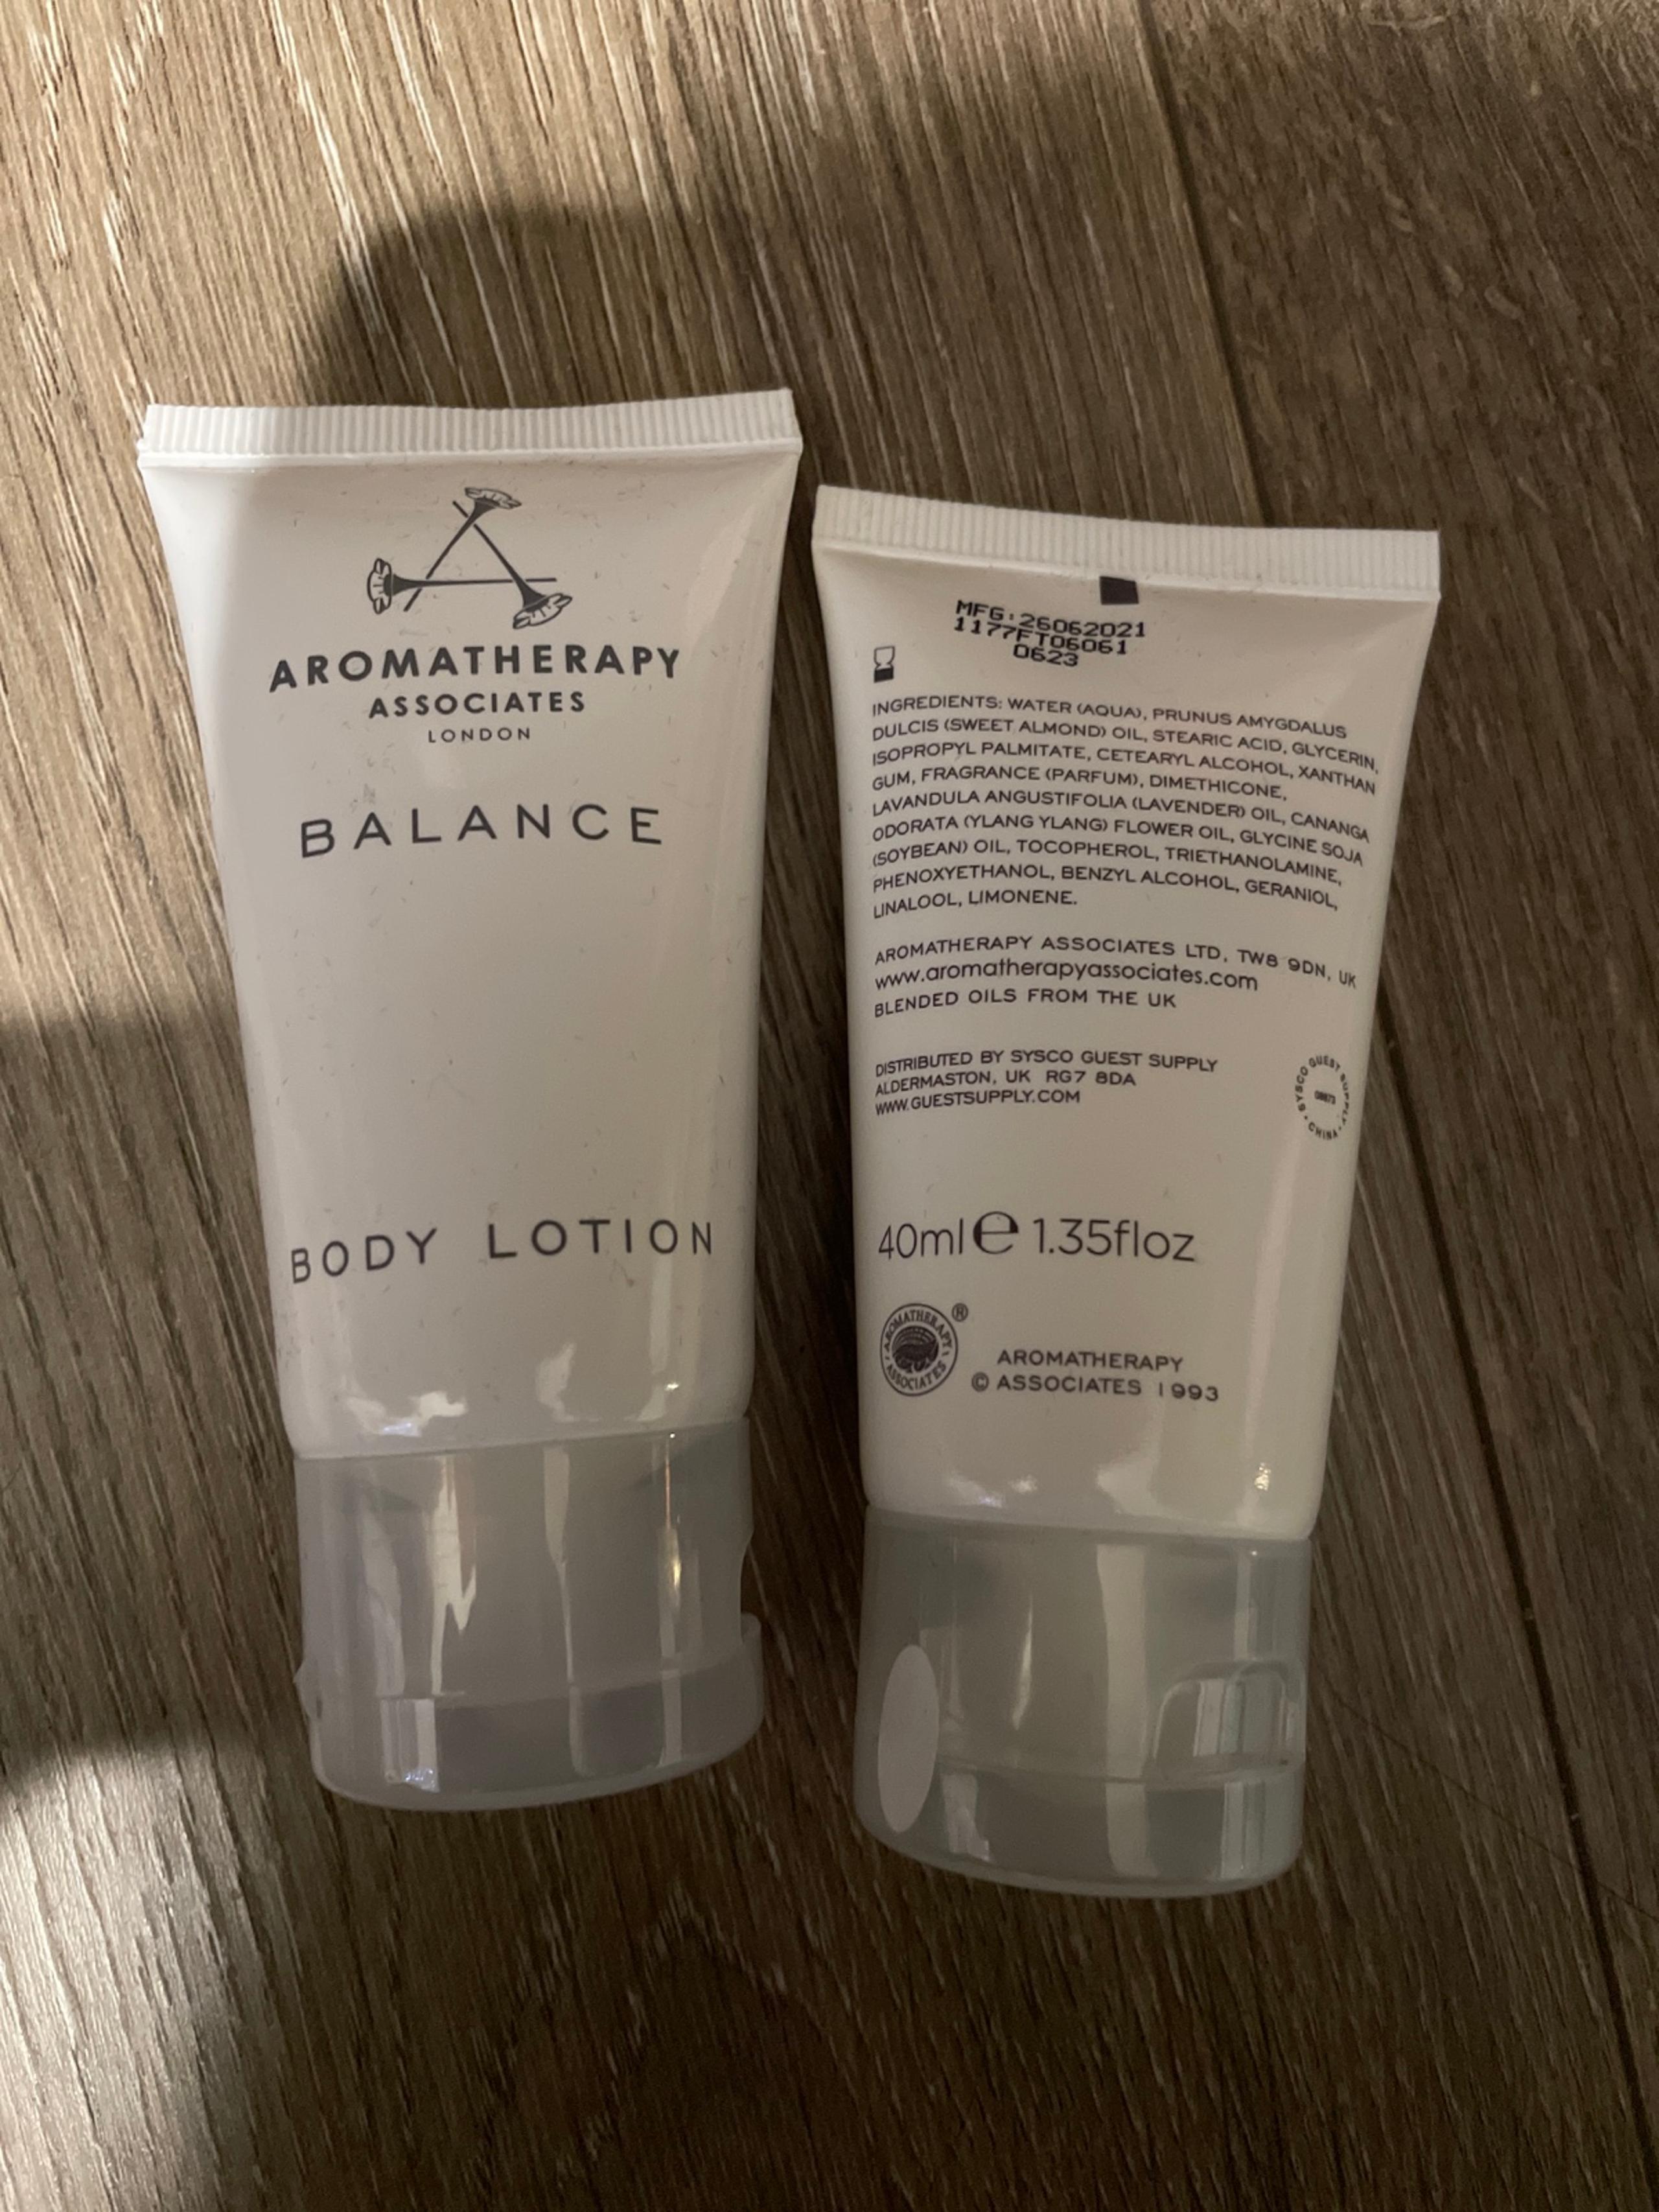 AROMATHERAPY
ASSOCIATES
LONDON
BALANCE
BODY LOTION
MFG:26062021
1177FT06061
0623
INGREDIENTS: WATER (AQUA), PRUNUS AMYGDALUS
DULCIS (SWEET ALMOND) OIL, STEARIC ACID, GLYCERIN,
ISOPROPYL PALMITATE, CETEARYL ALCOHOL, XANTHAN
GUM, FRAGRANCE (PARFUM), DIMETHICONE,
LAVANDULA ANGUSTIFOLIA (LAVENDER) OIL, CANANGA
ODORATA (YLANG YLANG) FLOWER OIL, GLYCINE SOJA
(SOYBEAN) OIL, TOCOPHEROL, TRIETHANOLAMINE,
PHENOXYETHANOL, BENZYL ALCOHOL, GERANIOL,
LINALOOL, LIMONENE.
AROMATHERAPY ASSOCIATES LTD, TW8 9DN, UK
www.aromatherapyassociates.com
BLENDED OILS FROM THE UK
DISTRIBUTED BY SYSCO GUEST SUPPLY
ALDERMASTON, UK RG7 8DA
WWW.GUESTSUPPLY.COM
SYSCO GUEST SUPPLY
• CHINA •
40ml e 1.35floz
AROMATHERAPY
ASSOCIATES
®
AROMATHERAPY
© ASSOCIATES 1993